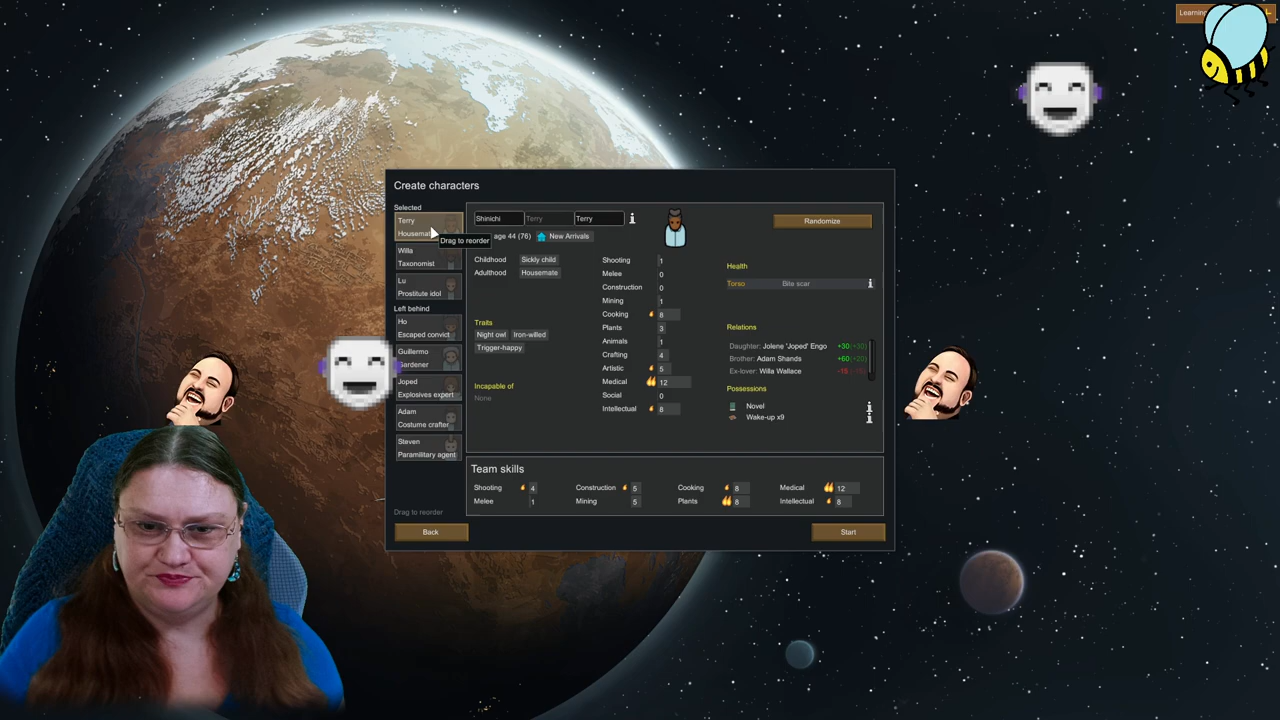 Learning
Create characters
Selected
Terry
Housemat
Drag to reorder
Willa
Taxonomist
Lu
Prostitute idol
Left behind
Ho
Escaped convict
Guillermo
Gardener
Joped
Explosives expert
Adam
Costume crafter
Steven
Paramilitary agent
Drag to reorder
Shinichi Terry Terry
Randomize
age 44 (76) New Arrivals
Childhood Sickly child
Adulthood Housemate
Traits
Night owl Iron-willed
Trigger-happy
Incapable of
None
Shooting 1
Melee 0
Construction 0
Mining 1
Cooking 8
Plants 3
Animals 1
Crafting 4
Artistic 5
Medical 12
Social 0
Intellectual 8
Health
Torso Bite scar
Relations
Daughter: Jolene 'Joped' Engo +30
Brother: Adam Shands +60
Ex-lover: Willa Wallace -15
Possessions
Novel
Wake-up x9
Team skills
Shooting 4 Construction 5 Cooking 8 Medical 12
Melee 1 Mining 5 Plants 8 Intellectual 8
Back
Start